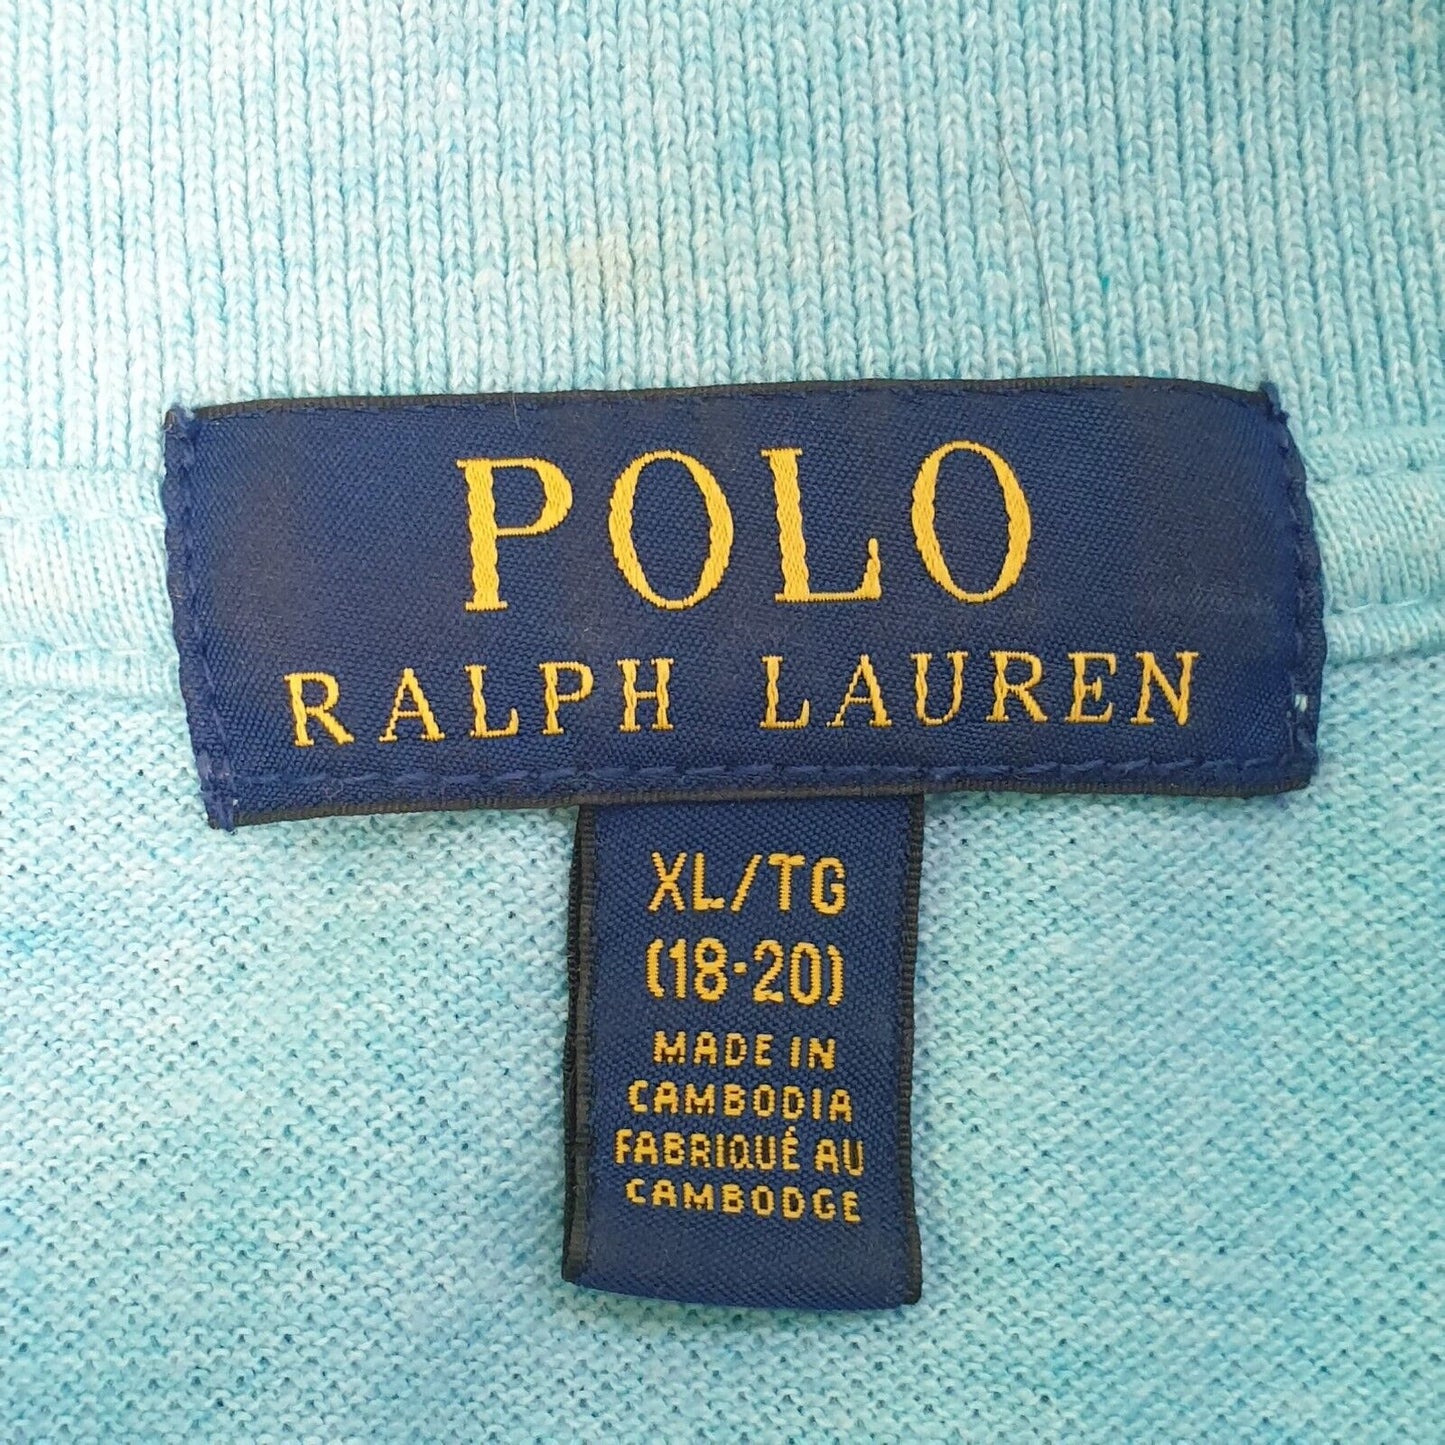 POLO
RALPH LAUREN
XL/TG
(18-20)
MADE IN
CAMBODIA
FABRIQUÉ AU
CAMBODGE